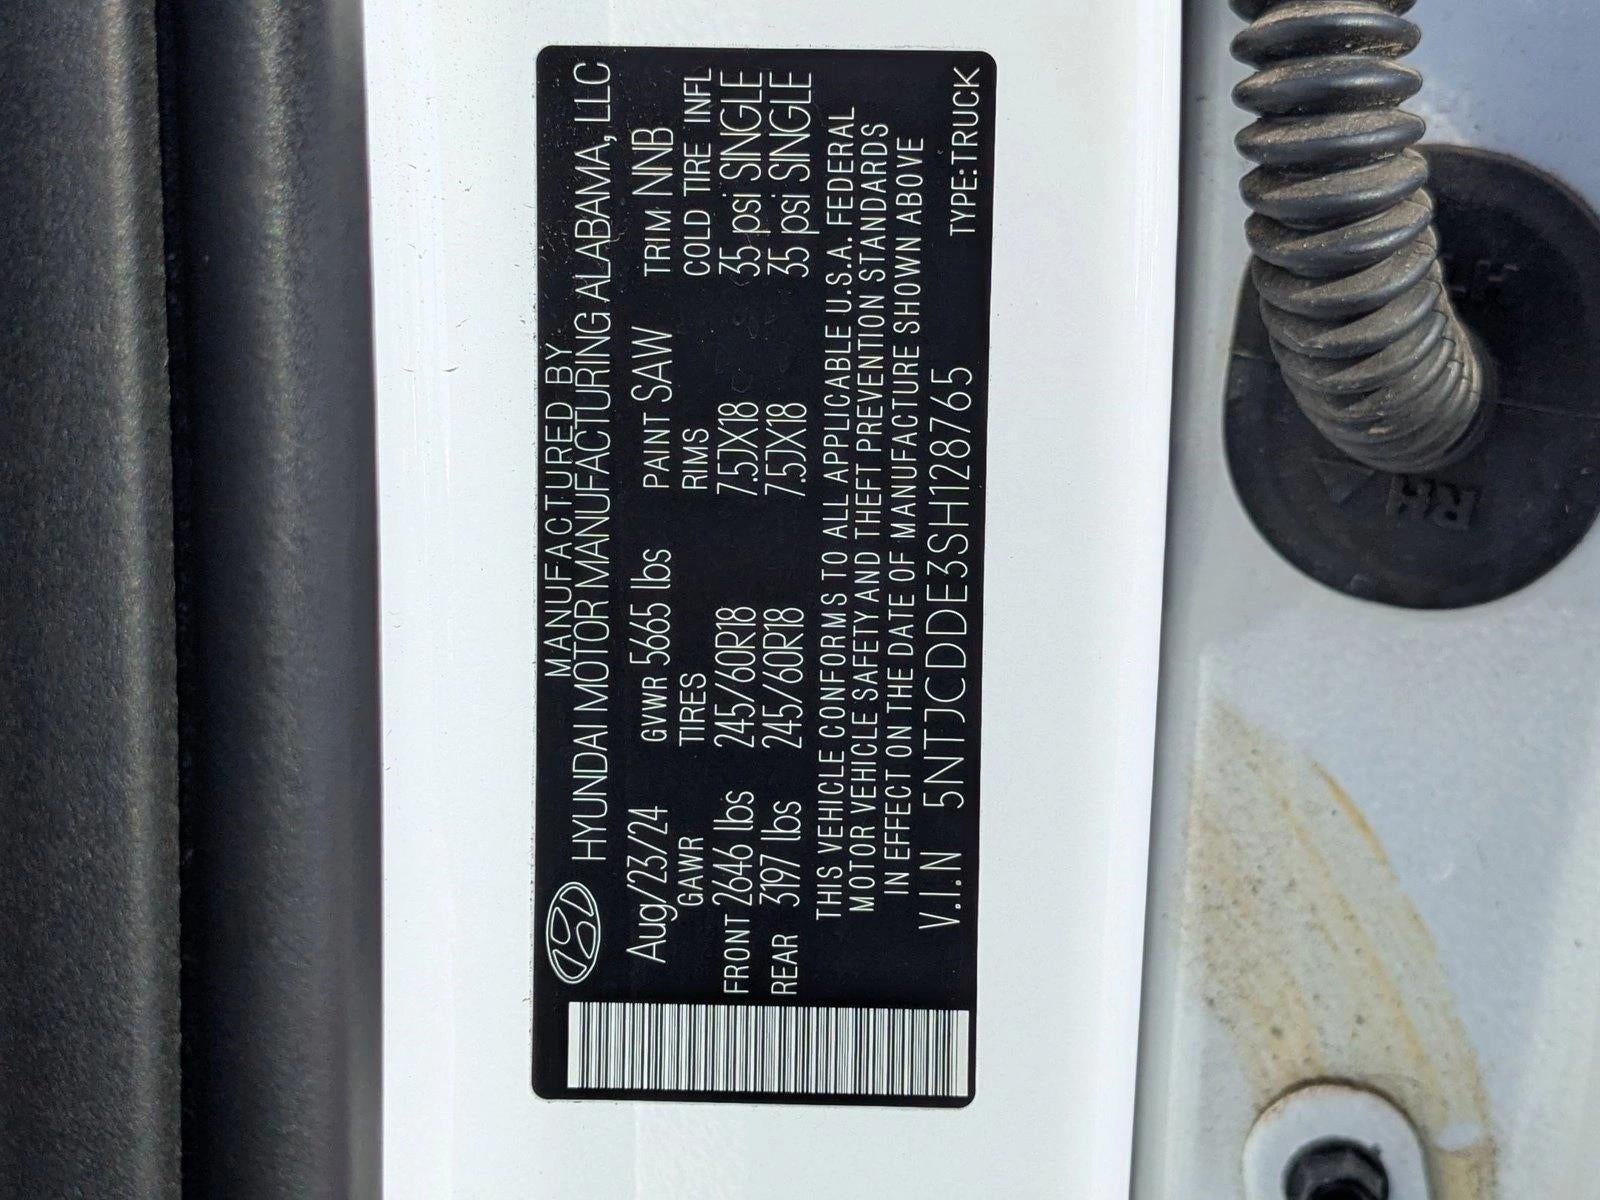 MANUFACTURED BY
HYUNDAI MOTOR MANUFACTURING ALABAMA, LLC
Aug/23/24 GVWR 5665 lbs PAINT SAW TRIM NNB
GAWR TIRES RIMS COLD TIRE INFL
FRONT 2646 lbs 245/60R18 7.5JX18 35 psi SINGLE
REAR 3197 lbs 245/60R18 7.5JX18 35 psi SINGLE
THIS VEHICLE CONFORMS TO ALL APPLICABLE U.S.A. FEDERAL
MOTOR VEHICLE SAFETY AND THEFT PREVENTION STANDARDS
IN EFFECT ON THE DATE OF MANUFACTURE SHOWN ABOVE
V.I.N 5NTJCDDE3SH128765 TYPE:TRUCK
RH